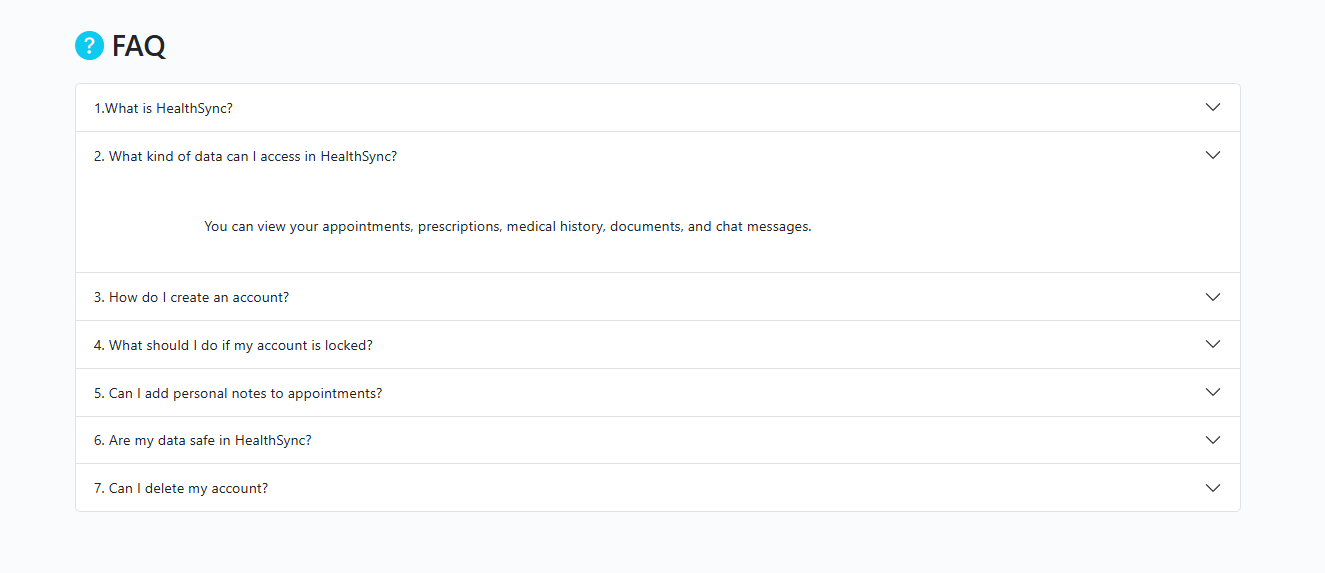 ? FAQ
1.What is HealthSync?
2. What kind of data can I access in HealthSync?
You can view your appointments, prescriptions, medical history, documents, and chat messages.
3. How do I create an account?
4. What should I do if my account is locked?
5. Can I add personal notes to appointments?
6. Are my data safe in HealthSync?
7. Can I delete my account?